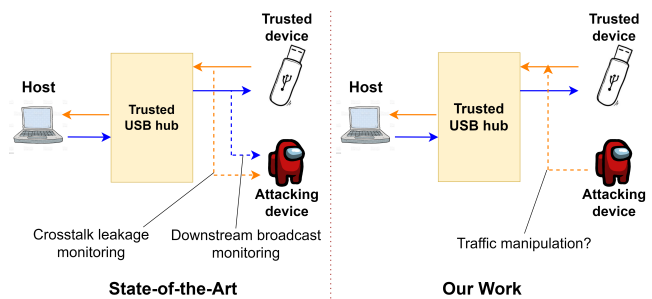 Trusted
device
Host
Trusted
USB hub
Attacking
device
Crosstalk leakage
monitoring
Downstream broadcast
monitoring
State-of-the-Art
Trusted
device
Host
Trusted
USB hub
Attacking
device
Traffic manipulation?
Our Work